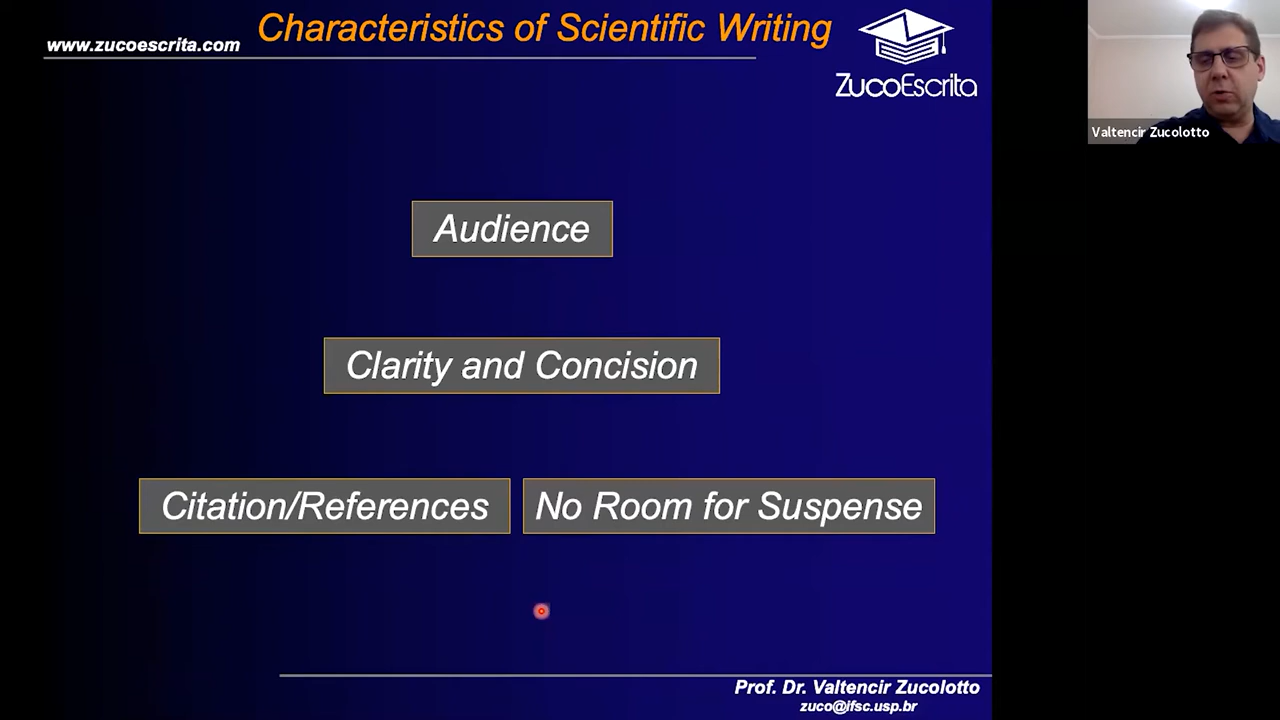 www.zucoescrita.com
Characteristics of Scientific Writing
ZucoEscrita
Valtencir Zucolotto
Audience
Clarity and Concision
Citation/References
No Room for Suspense
Prof. Dr. Valtencir Zucolotto
zuco@ifsc.usp.br